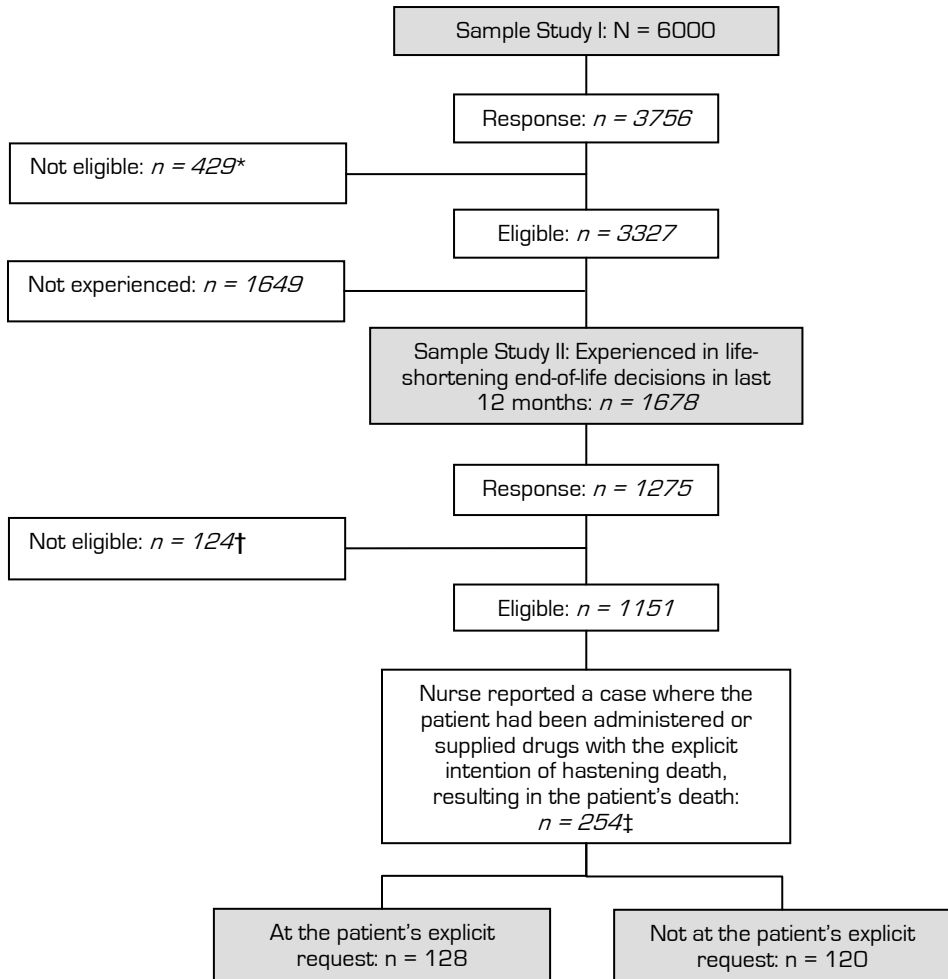 Sample Study I: N = 6000
Response: n = 3756
Not eligible: n = 429*
Eligible: n = 3327
Not experienced: n = 1649
Sample Study II: Experienced in life-
shortening end-of-life decisions in last
12 months: n = 1678
Response: n = 1275
Not eligible: n = 124†
Eligible: n = 1151
Nurse reported a case where the
patient had been administered or
supplied drugs with the explicit
intention of hastening death,
resulting in the patient's death:
n = 254‡
At the patient's explicit
request: n = 128
Not at the patient's explicit
request: n = 120